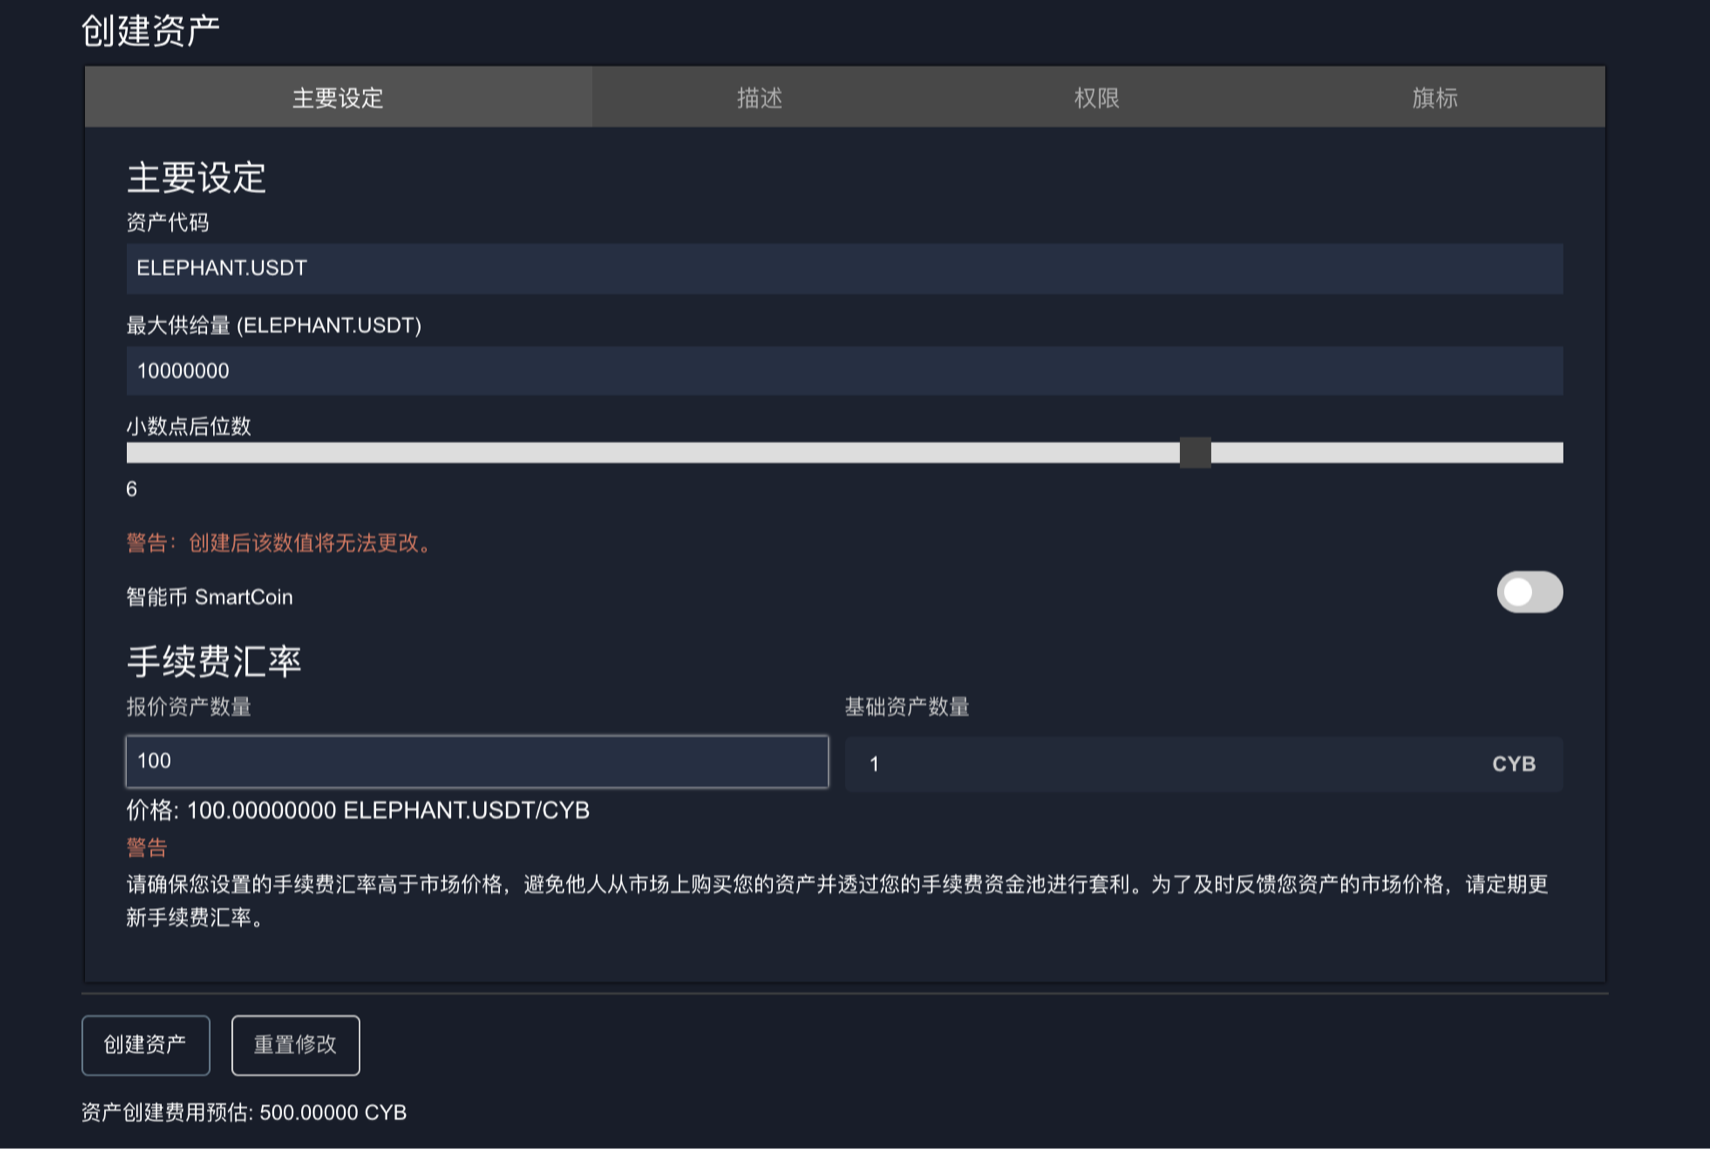 创建资产
主要设定
描述
权限
旗标
主要设定
资产代码
ELEPHANT.USDT
最大供给量 (ELEPHANT.USDT)
10000000
小数点后位数
6
警告：创建后该数值将无法更改。
智能币 SmartCoin
手续费汇率
报价资产数量
基础资产数量
100
1
CYB
价格: 100.00000000 ELEPHANT.USDT/CYB
警告
请确保您设置的手续费汇率高于市场价格，避免他人从市场上购买您的资产并透过您的手续费资金池进行套利。为了及时反馈您资产的市场价格，请定期更
新手续费汇率。
创建资产
重置修改
资产创建费用预估: 500.00000 CYB